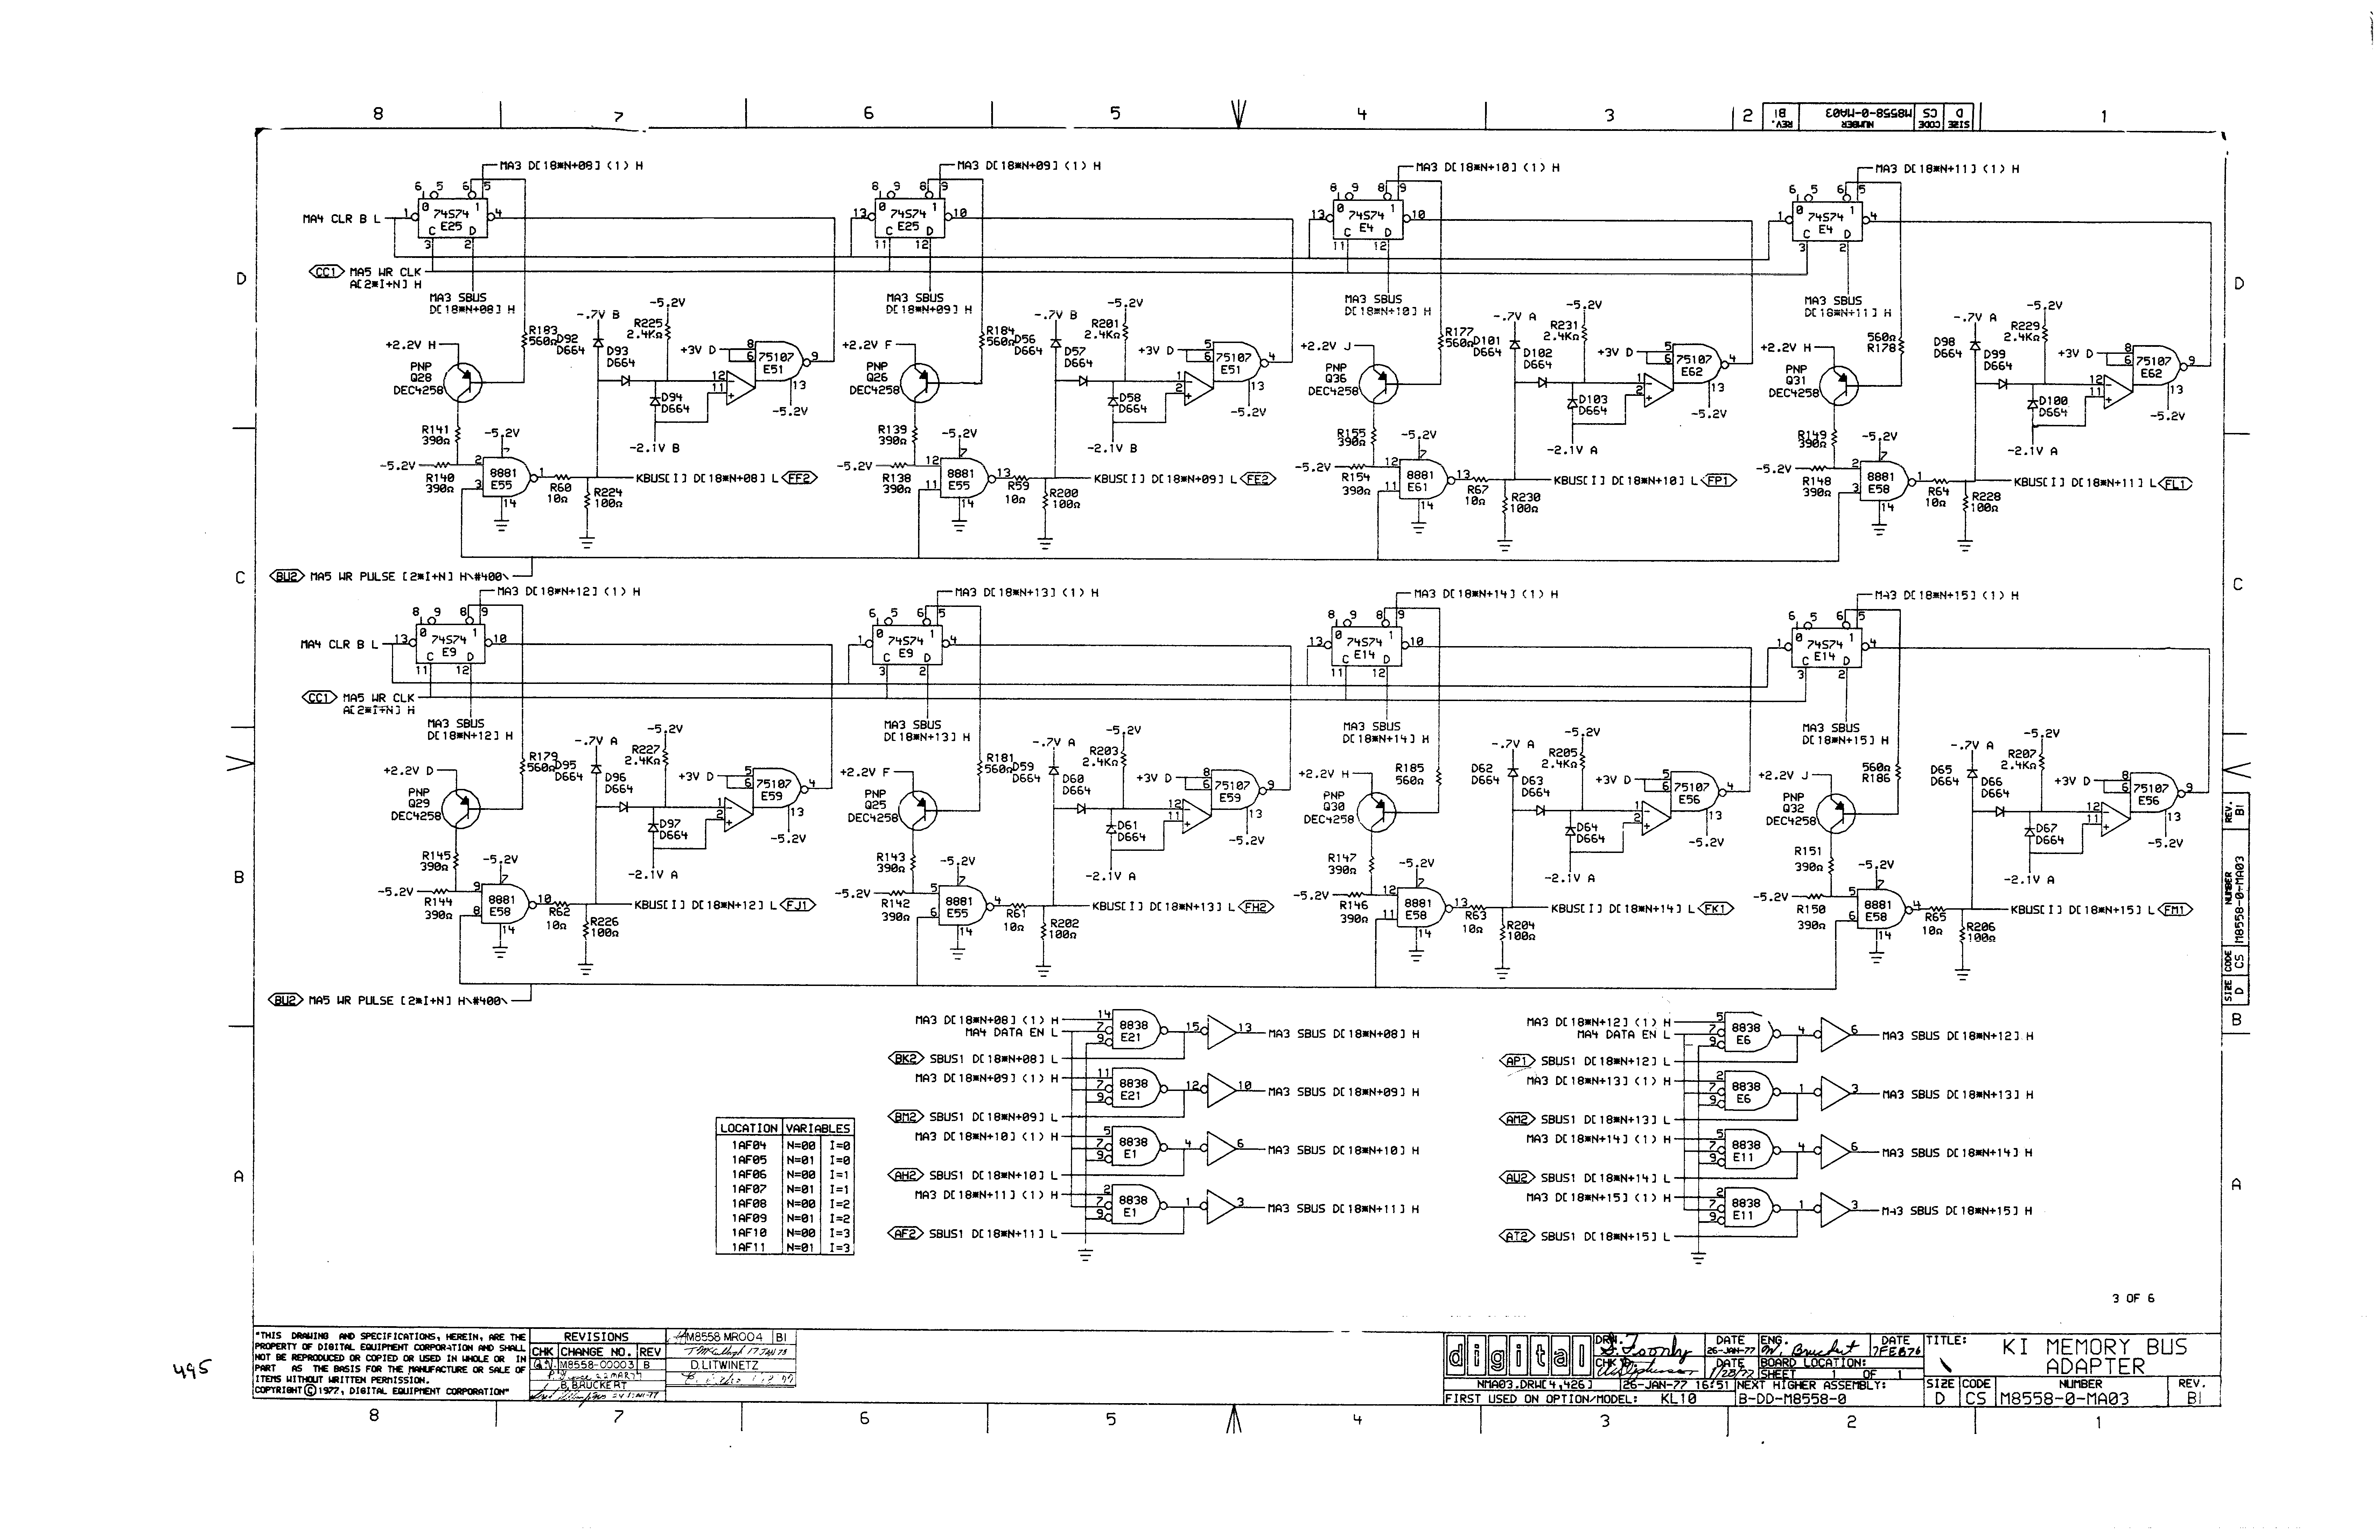 8 7 6 5 4 3 2 1
SIZE D CODE CS NUMBER M8558-0-MA03 REV. B1
MA3 D[18*N+08] (1) H
MA3 D[18*N+09] (1) H
MA3 D[18*N+10] (1) H
MA3 D[18*N+11] (1) H
6 5 6 5
8 9 8 9
8 9 8 9
6 5 6 5
MA4 CLR B L
1 0 74S74 1 4 E25 C D 3 2
13 0 74S74 1 10 E25 C D 11 12
13 0 74S74 1 10 E4 C D 11 12
1 0 74S74 1 4 E4 C D 3 2
D
D
CC1 MA5 WR CLK
A[2*I+N] H
MA3 SBUS
D[18*N+08] H
MA3 SBUS
D[18*N+09] H
MA3 SBUS
D[18*N+10] H
MA3 SBUS
D[18*N+11] H
+2.2V H
PNP
Q28
DEC4258
R183
560Ω
D92
D664
-.7V B
D93
D664
R225
2.4KΩ
-5.2V
+3V D
8 6 75107 E51 9
12 11 13
-5.2V
D94
D664
-2.1V B
R141
390Ω
-5.2V
R140
390Ω
-5.2V
2 3 7 8881 E55 1 14
R60
10Ω
R224
100Ω
KBUS[I] D[18*N+08] L FF2
+2.2V F
PNP
Q26
DEC4258
R184
560Ω
D56
D664
-.7V B
D57
D664
R201
2.4KΩ
-5.2V
+3V D
5 6 75107 E51 4
1 2 13
-5.2V
D58
D664
-2.1V B
R139
390Ω
-5.2V
R138
390Ω
-5.2V
12 11 7 8881 E55 13 14
R59
10Ω
R200
100Ω
KBUS[I] D[18*N+09] L FE2
+2.2V J
PNP
Q36
DEC4258
R177
560Ω
D101
D664
-.7V A
D102
D664
R231
2.4KΩ
-5.2V
+3V D
5 6 75107 E62 4
1 2 13
-5.2V
D103
D664
-2.1V A
R155
390Ω
-5.2V
R154
390Ω
-5.2V
12 11 7 8881 E61 13 14
R67
10Ω
R230
100Ω
KBUS[I] D[18*N+10] L FP1
+2.2V H
PNP
Q31
DEC4258
560Ω
R178
D98
D664
-.7V A
D99
D664
R229
2.4KΩ
-5.2V
+3V D
8 6 75107 E62 9
12 11 13
-5.2V
D100
D664
-2.1V A
R149
390Ω
-5.2V
R148
390Ω
-5.2V
2 3 7 8881 E58 1 14
R64
10Ω
R228
100Ω
KBUS[I] D[18*N+11] L FL1
C
C
BU2 MA5 WR PULSE [2*I+N] H\#400\
MA3 D[18*N+12] (1) H
MA3 D[18*N+13] (1) H
MA3 D[18*N+14] (1) H
MA3 D[18*N+15] (1) H
8 9 8 9
6 5 6 5
8 9 8 9
6 5 6 5
MA4 CLR B L
13 0 74S74 1 10 E9 C D 11 12
1 0 74S74 1 4 E9 C D 3 2
13 0 74S74 1 10 E14 C D 11 12
1 0 74S74 1 4 E14 C D 3 2
CC1 MA5 WR CLK
A[2*I+N] H
MA3 SBUS
D[18*N+12] H
MA3 SBUS
D[18*N+13] H
MA3 SBUS
D[18*N+14] H
MA3 SBUS
D[18*N+15] H
+2.2V D
PNP
Q29
DEC4258
R179
560Ω
D95
D664
-.7V A
D96
D664
R227
2.4KΩ
-5.2V
+3V D
5 6 75107 E59 4
1 2 13
-5.2V
D97
D664
-2.1V A
R145
390Ω
-5.2V
R144
390Ω
-5.2V
9 8 7 8881 E58 10 14
R62
10Ω
R226
100Ω
KBUS[I] D[18*N+12] L FJ1
+2.2V F
PNP
Q25
DEC4258
R181
560Ω
D59
D664
-.7V A
D60
D664
R203
2.4KΩ
-5.2V
+3V D
8 6 75107 E59 9
12 11 13
-5.2V
D61
D664
-2.1V A
R143
390Ω
-5.2V
R142
390Ω
-5.2V
5 6 7 8881 E55 4 14
R61
10Ω
R202
100Ω
KBUS[I] D[18*N+13] L FH2
+2.2V H
PNP
Q30
DEC4258
R185
560Ω
D62
D664
-.7V A
D63
D664
R205
2.4KΩ
-5.2V
+3V D
5 6 75107 E56 4
1 2 13
-5.2V
D64
D664
-2.1V A
R147
390Ω
-5.2V
R146
390Ω
-5.2V
12 11 7 8881 E58 13 14
R63
10Ω
R204
100Ω
KBUS[I] D[18*N+14] L FK1
+2.2V J
PNP
Q32
DEC4258
560Ω
R186
D65
D664
-.7V A
D66
D664
R207
2.4KΩ
-5.2V
+3V D
8 6 75107 E56 9
12 11 13
-5.2V
D67
D664
-2.1V A
R151
390Ω
-5.2V
R150
390Ω
-5.2V
5 6 7 8881 E58 4 14
R65
10Ω
R206
100Ω
KBUS[I] D[18*N+15] L FM1
B
B
SIZE D CODE CS NUMBER M8558-0-MA03 REV. B1
BU2 MA5 WR PULSE [2*I+N] H\#400\
MA3 D[18*N+08] (1) H
MA4 DATA EN L
14 7 9 8838 E21 15 13 MA3 SBUS D[18*N+08] H
BK2 SBUS1 D[18*N+08] L
MA3 D[18*N+09] (1) H
11 7 9 8838 E21 12 10 MA3 SBUS D[18*N+09] H
BM2 SBUS1 D[18*N+09] L
MA3 D[18*N+10] (1) H
5 7 9 8838 E1 4 6 MA3 SBUS D[18*N+10] H
AH2 SBUS1 D[18*N+10] L
MA3 D[18*N+11] (1) H
2 7 9 8838 E1 1 3 MA3 SBUS D[18*N+11] H
AF2 SBUS1 D[18*N+11] L
MA3 D[18*N+12] (1) H
MA4 DATA EN L
5 7 9 8838 E6 4 6 MA3 SBUS D[18*N+12] H
AP1 SBUS1 D[18*N+12] L
MA3 D[18*N+13] (1) H
2 7 9 8838 E6 1 3 MA3 SBUS D[18*N+13] H
AM2 SBUS1 D[18*N+13] L
MA3 D[18*N+14] (1) H
5 7 9 8838 E11 4 6 MA3 SBUS D[18*N+14] H
AU2 SBUS1 D[18*N+14] L
MA3 D[18*N+15] (1) H
2 7 9 8838 E11 1 3 MA3 SBUS D[18*N+15] H
AT2 SBUS1 D[18*N+15] L
A
A
LOCATION VARIABLES
1AF04 N=00 I=0
1AF05 N=01 I=0
1AF06 N=00 I=1
1AF07 N=01 I=1
1AF08 N=00 I=2
1AF09 N=01 I=2
1AF10 N=00 I=3
1AF11 N=01 I=3
3 OF 6
495
"THIS DRAWING AND SPECIFICATIONS, HEREIN, ARE THE
PROPERTY OF DIGITAL EQUIPMENT CORPORATION AND SHALL
NOT BE REPRODUCED OR COPIED OR USED IN WHOLE OR IN
PART AS THE BASIS FOR THE MANUFACTURE OR SALE OF
ITEMS WITHOUT WRITTEN PERMISSION.
COPYRIGHT © 1977, DIGITAL EQUIPMENT CORPORATION"
REVISIONS
CHK CHANGE NO. REV
M8558-00003 B
22 MAR 77
B. BRUCKERT
M8558 MR004 B1
17 JAN 78
D. LITWINETZ
digital
DRN. DATE 26-JAN-77
ENG. DATE 7FEB76
CHK'D DATE
BOARD LOCATION:
SHEET 1 OF 1
NMA03.DRW[4,426] 26-JAN-77 16:51 NEXT HIGHER ASSEMBLY:
FIRST USED ON OPTION/MODEL: KL10 B-DD-M8558-0
TITLE: KI MEMORY BUS
ADAPTER
SIZE D CODE CS NUMBER M8558-0-MA03 REV. B1
8 7 6 5 4 3 2 1